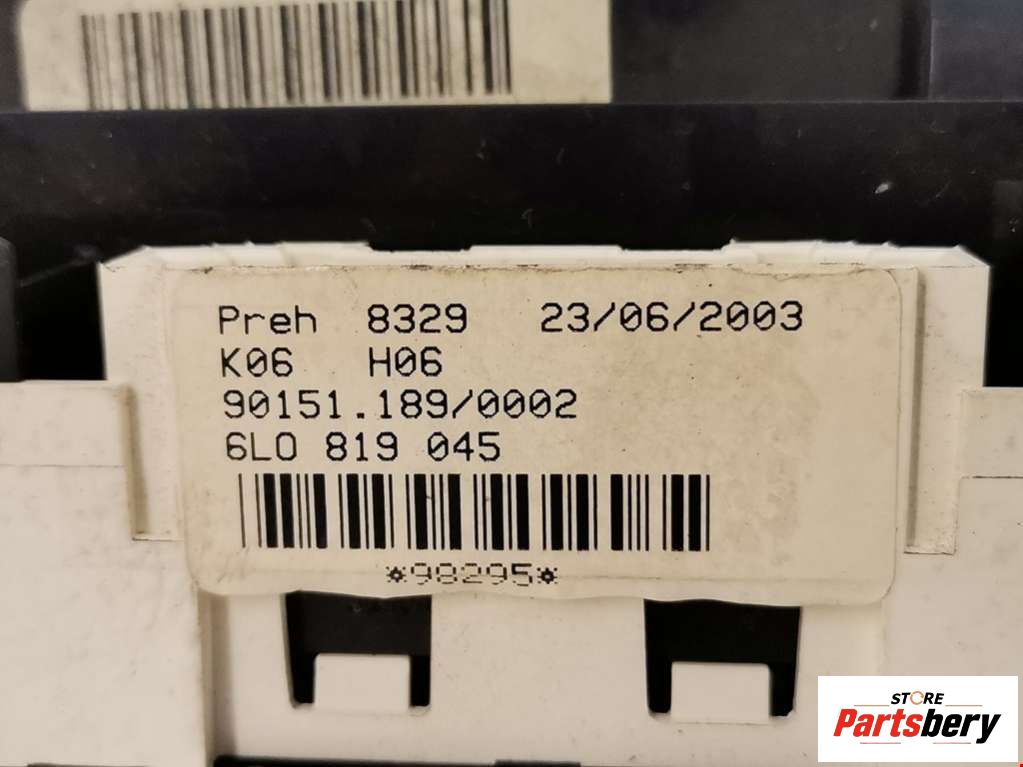 Preh 8329 23/06/2003
K06 H06
90151.189/0002
6L0 819 045
*98295*
STORE
Partsbery